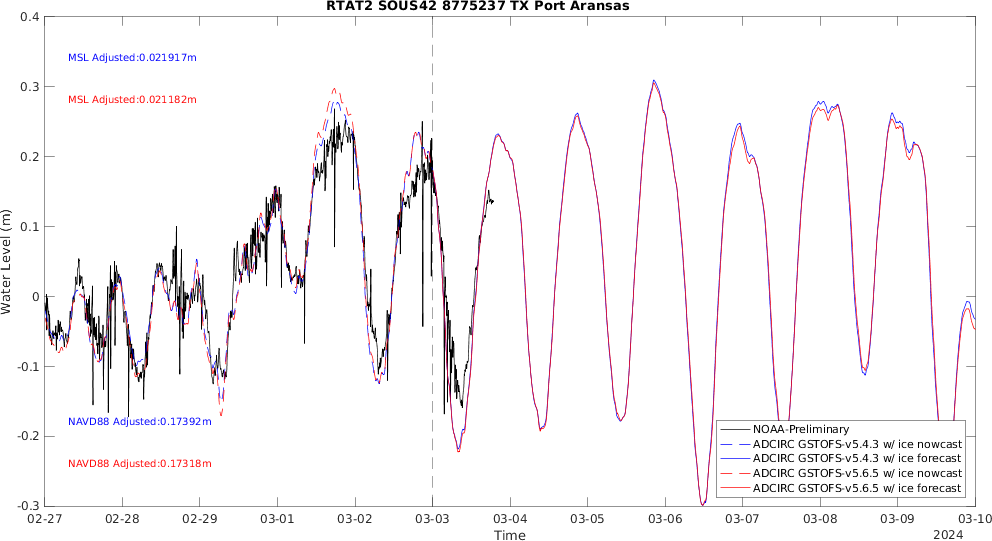 RTAT2 SOUS42 8775237 TX Port Aransas
0.4
0.3
0.2
0.1
0
-0.1
-0.2
-0.3
Water Level (m)
MSL Adjusted:0.021917m
MSL Adjusted:0.021182m
NAVD88 Adjusted:0.17392m
NAVD88 Adjusted:0.17318m
NOAA-Preliminary
ADCIRC GSTOFS-v5.4.3 w/ ice nowcast
ADCIRC GSTOFS-v5.4.3 w/ ice forecast
ADCIRC GSTOFS-v5.6.5 w/ ice nowcast
ADCIRC GSTOFS-v5.6.5 w/ ice forecast
02-27 02-28 02-29 03-01 03-02 03-03 03-04 03-05 03-06 03-07 03-08 03-09 03-10
Time
2024